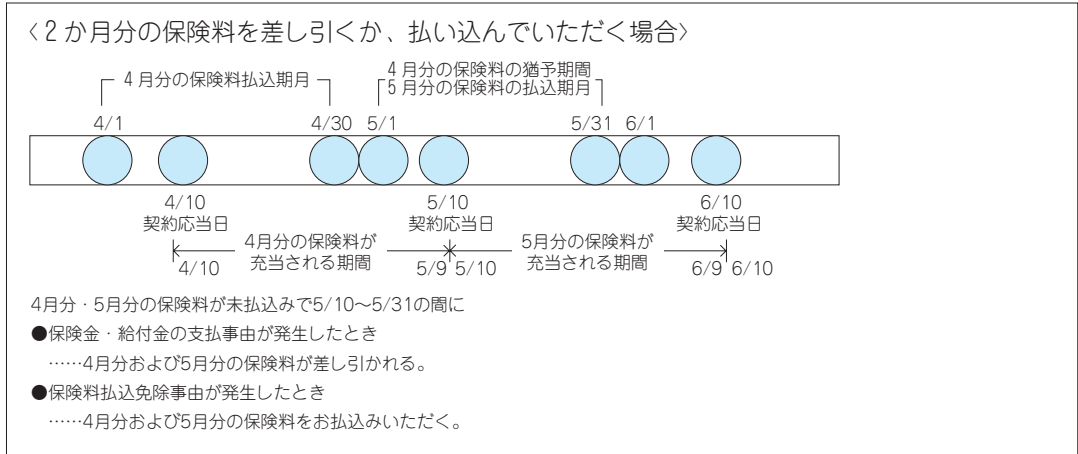 〈2か月分の保険料を差し引くか、払い込んでいただく場合〉
4月分の保険料払込期月
4月分の保険料の猶予期間
5月分の保険料の払込期月
4/1
4/30
5/1
5/31
6/1
4/10
契約応当日
5/10
契約応当日
6/10
契約応当日
4月分の保険料が
充当される期間
5月分の保険料が
充当される期間
4/10
5/9
5/10
6/9
6/10
4月分・5月分の保険料が未払込みで5/10〜5/31の間に
●保険金・給付金の支払事由が発生したとき
……4月分および5月分の保険料が差し引かれる。
●保険料払込免除事由が発生したとき
……4月分および5月分の保険料をお払込みいただく。